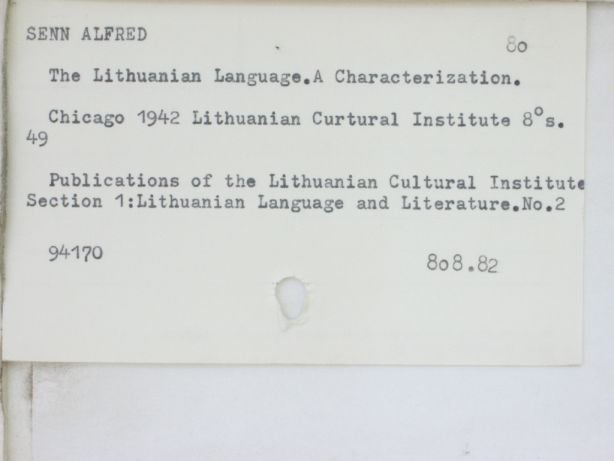 SENN ALFRED
80
The Lithuanian Language.A Characterization.
Chicago 1942 Lithuanian Curtural Institute 8°s.
49
Publications of the Lithuanian Cultural Institute
Section 1:Lithuanian Language and Literature.No.2
94170
808.82